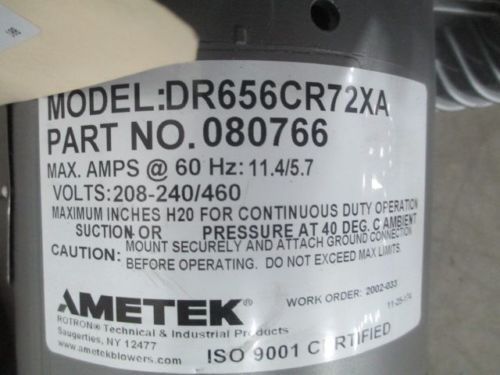 MODEL:DR656CR72XA
PART NO. 080766
MAX. AMPS @ 60 Hz: 11.4/5.7
VOLTS:208-240/460
MAXIMUM INCHES H20 FOR CONTINUOUS DUTY OPERATION
SUCTION OR PRESSURE AT 40 DEG. C AMBIENT
CAUTION: MOUNT SECURELY AND ATTACH GROUND CONNECTION
BEFORE OPERATING. DO NOT EXCEED MAX LIMITS.
AMETEK®
WORK ORDER: 2002-033
ROTRON® Technical & Industrial Products
Saugerties, NY 12477
www.ametekblowers.com
ISO 9001 CERTIFIED